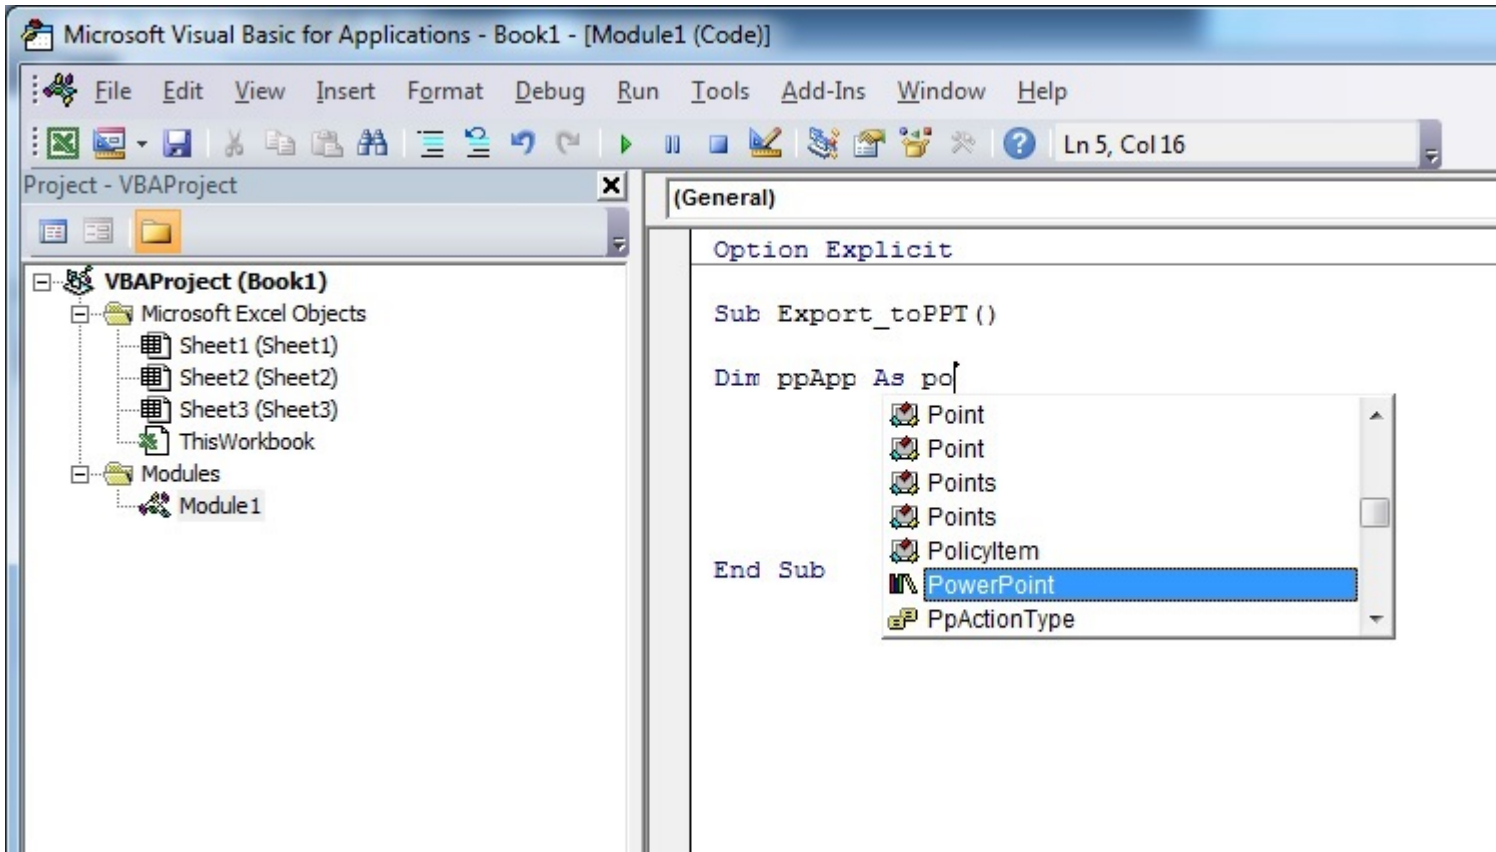 Microsoft Visual Basic for Applications - Book1 - [Module1 (Code)]
File Edit View Insert Format Debug Run Tools Add-Ins Window Help
Ln 5, Col 16
Project - VBAProject
VBAProject (Book1)
Microsoft Excel Objects
Sheet1 (Sheet1)
Sheet2 (Sheet2)
Sheet3 (Sheet3)
ThisWorkbook
Modules
Module1
(General)
Option Explicit
Sub Export_toPPT()
Dim ppApp As po
Point
Point
Points
Points
PolicyItem
PowerPoint
PpActionType
End Sub